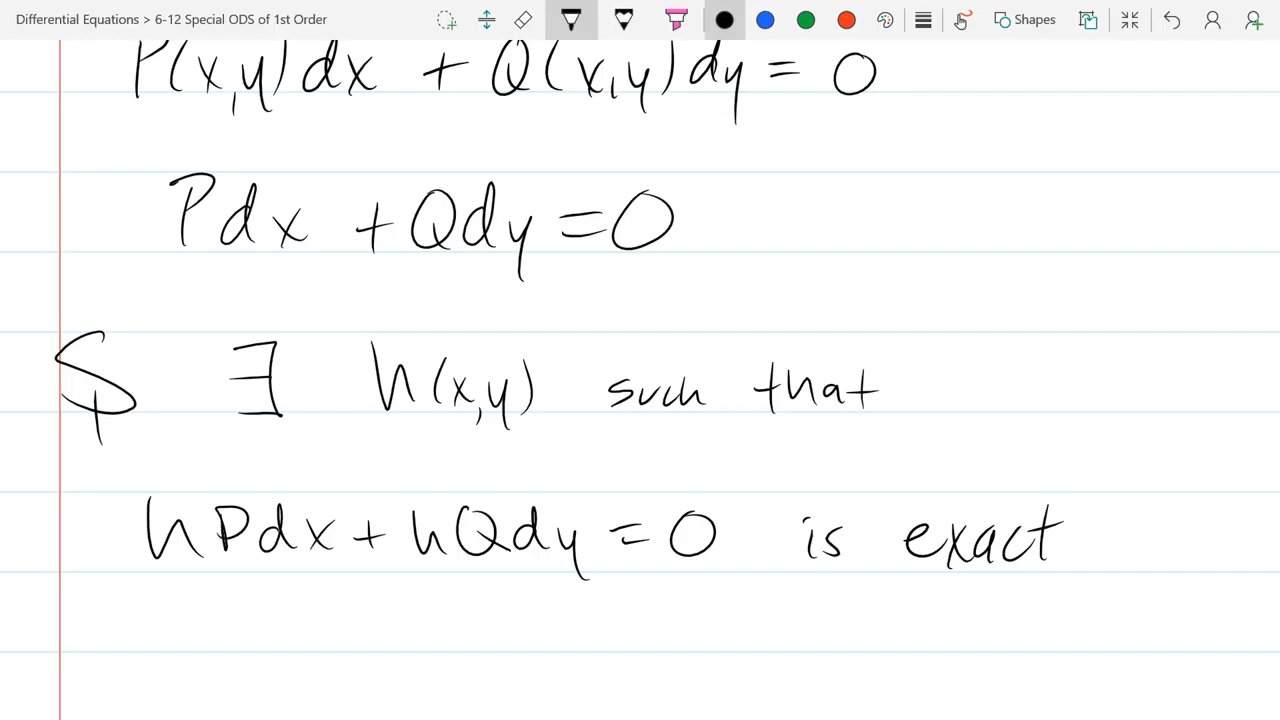 Differential Equations > 6-12 Special ODS of 1st Order
Shapes
P(x,y)dx + Q(x,y)dy = 0
Pdx + Qdy = 0
$ ∃ h(x,y) such that
hPdx + hQdy = 0 is exact